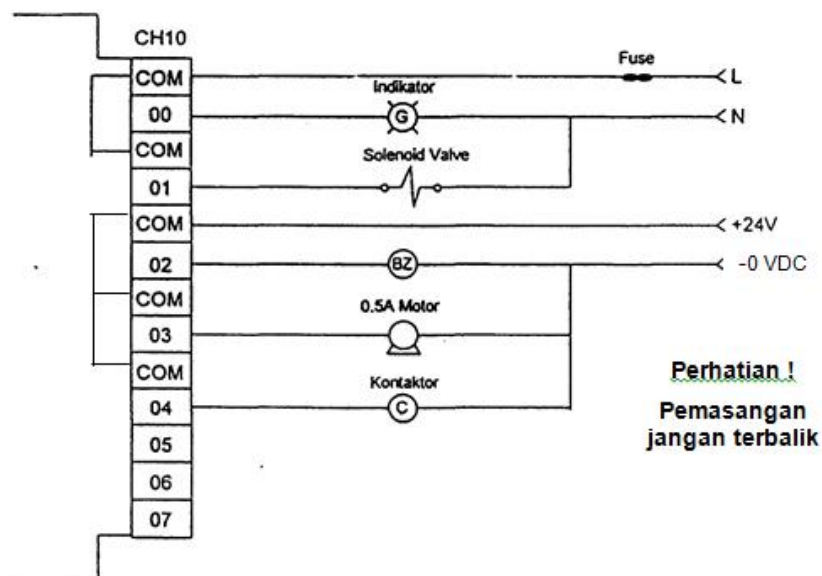 CH10
COM
Fuse
L
Indikator
00
G
N
COM
Solenoid Valve
01
COM
+24V
02
BZ
-0 VDC
COM
0.5A Motor
03
COM
Kontaktor
04
C
05
06
07
Perhatian !
Pemasangan
jangan terbalik